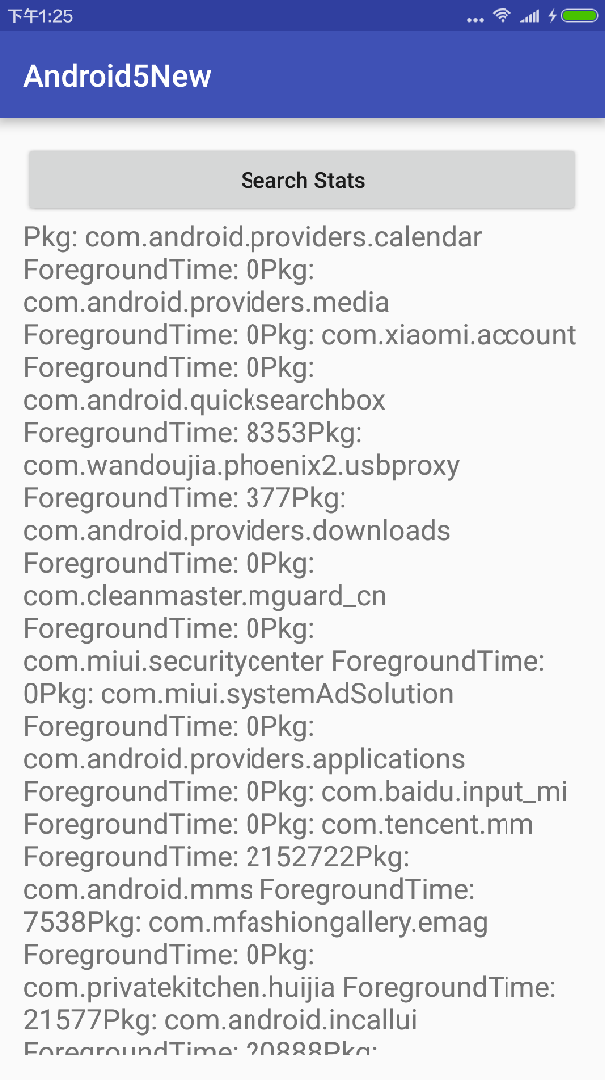 下午1:25
Android5New
Search Stats
Pkg: com.android.providers.calendar
ForegroundTime: 0Pkg:
com.android.providers.media
ForegroundTime: 0Pkg: com.xiaomi.account
ForegroundTime: 0Pkg:
com.android.quicksearchbox
ForegroundTime: 8353Pkg:
com.wandoujia.phoenix2.usbproxy
ForegroundTime: 377Pkg:
com.android.providers.downloads
ForegroundTime: 0Pkg:
com.cleanmaster.mguard_cn
ForegroundTime: 0Pkg:
com.miui.securitycenter ForegroundTime:
0Pkg: com.miui.systemAdSolution
ForegroundTime: 0Pkg:
com.android.providers.applications
ForegroundTime: 0Pkg: com.baidu.input_mi
ForegroundTime: 0Pkg: com.tencent.mm
ForegroundTime: 2152722Pkg:
com.android.mms ForegroundTime:
7538Pkg: com.mfashiongallery.emag
ForegroundTime: 0Pkg:
com.privatekitchen.huijia ForegroundTime:
21577Pkg: com.android.incallui
ForegroundTime: 20888Pkg: